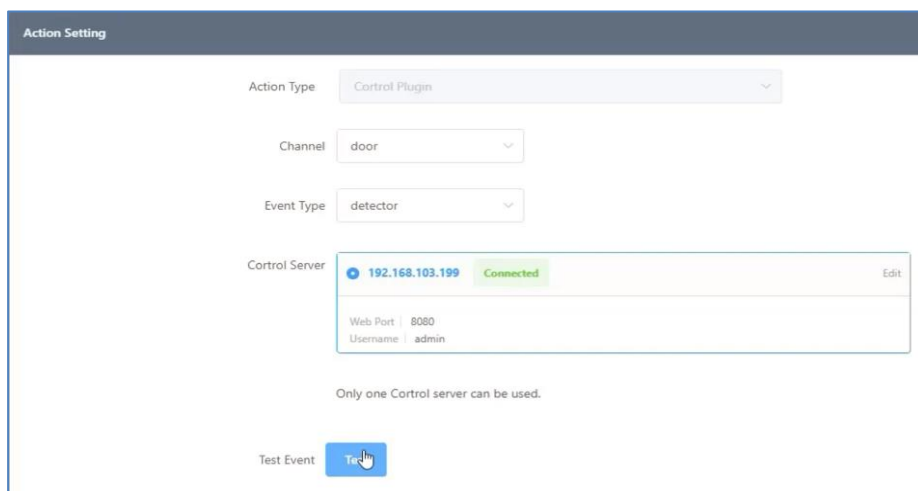 Action Setting
Action Type Cortrol Plugin
Channel door
Event Type detector
Cortrol Server 192.168.103.199 Connected Edit
Web Port 8080
Username admin
Only one Cortrol server can be used.
Test Event